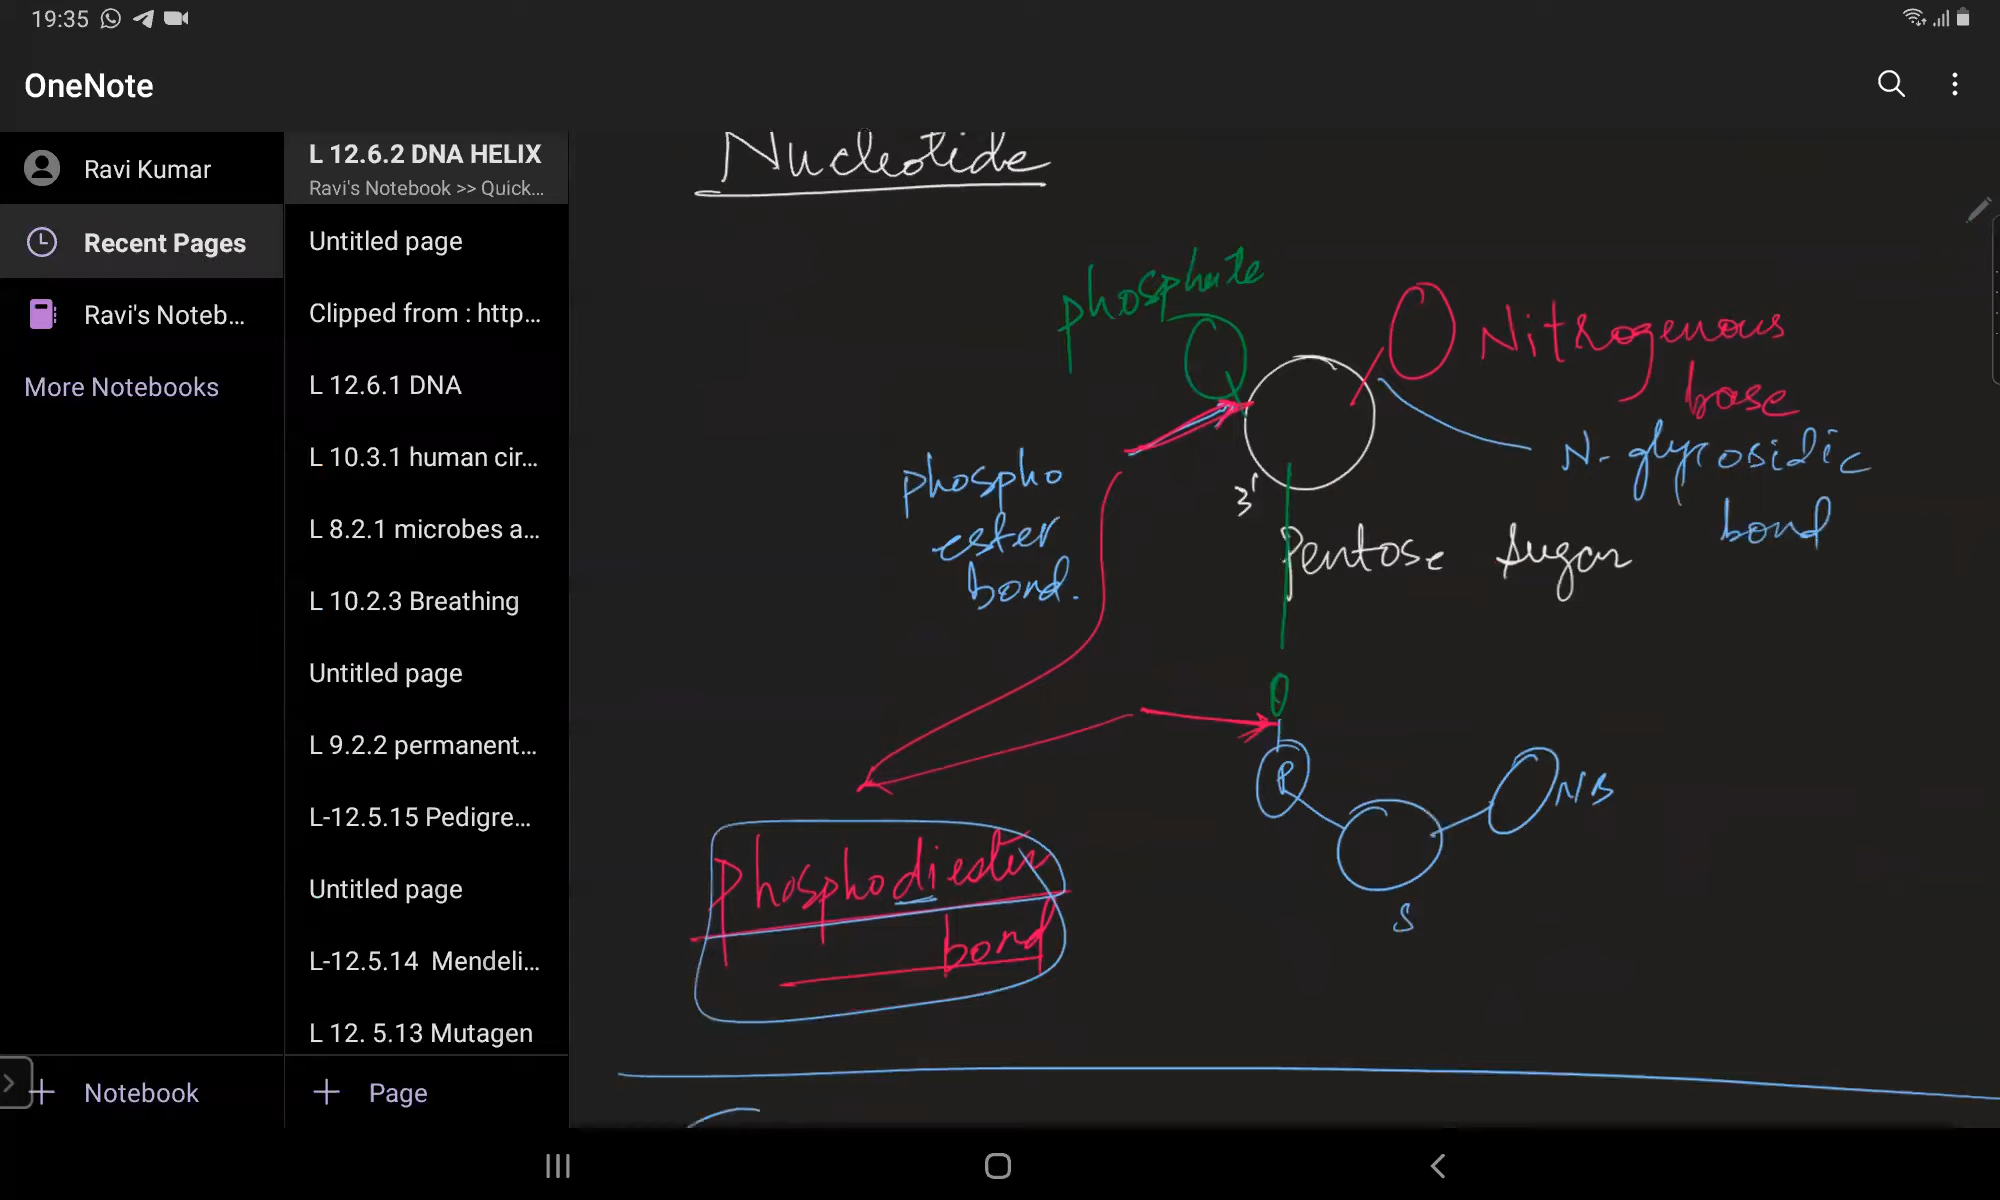 19:35
OneNote
Ravi Kumar
Recent Pages
Ravi's Noteb...
More Notebooks
Notebook
L 12.6.2 DNA HELIX
Ravi's Notebook >> Quick...
Untitled page
Clipped from : http...
L 12.6.1 DNA
L 10.3.1 human cir...
L 8.2.1 microbes a...
L 10.2.3 Breathing
Untitled page
L 9.2.2 permanent...
L-12.5.15 Pedigre...
Untitled page
L-12.5.14 Mendeli...
L 12. 5.13 Mutagen
Page
Nucleotide
phosphate
Nitrogenous
base
N-glycosidic
bond
phospho
ester
bond.
3'
Pentose sugar
O
P
NB
S
Phosphodiester
bond